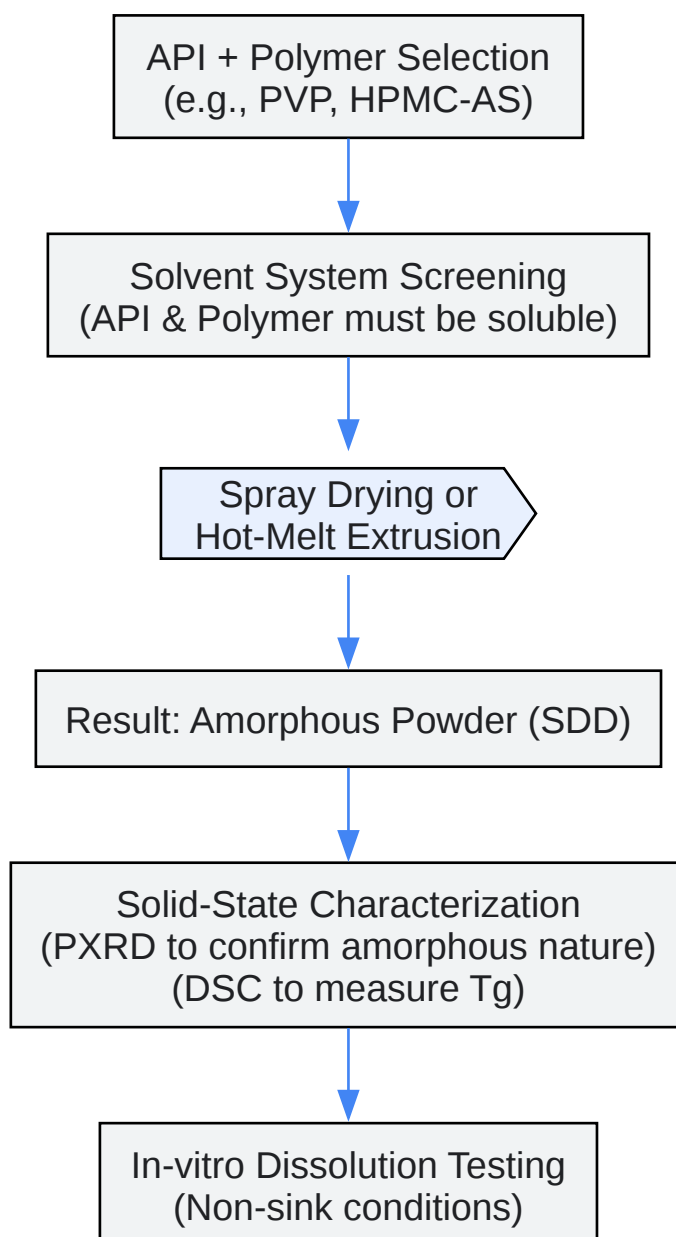 API + Polymer Selection
(e.g., PVP, HPMC-AS)
Solvent System Screening
(API & Polymer must be soluble)
Spray Drying or
Hot-Melt Extrusion
Result: Amorphous Powder (SDD)
Solid-State Characterization
(PXRD to confirm amorphous nature)
(DSC to measure Tg)
In-vitro Dissolution Testing
(Non-sink conditions)